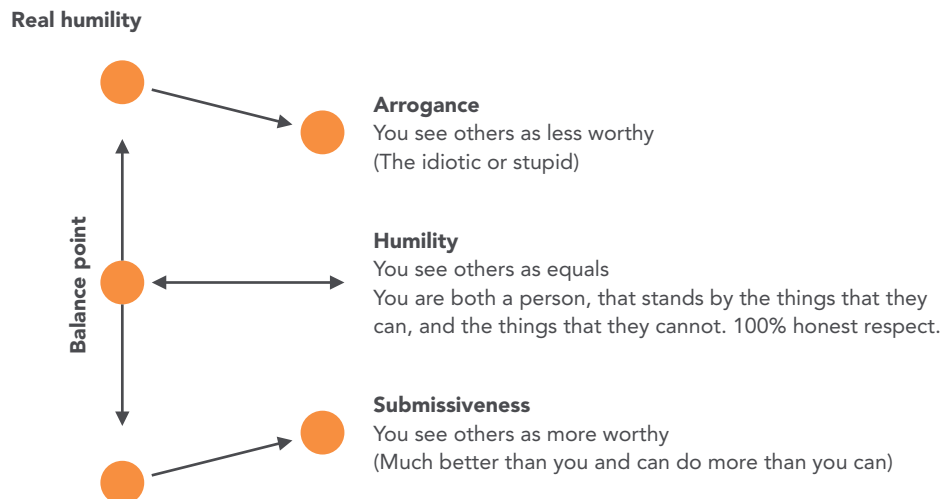 Real humility
Arrogance
You see others as less worthy
(The idiotic or stupid)
Balance point
Humility
You see others as equals
You are both a person, that stands by the things that they
can, and the things that they cannot. 100% honest respect.
Submissiveness
You see others as more worthy
(Much better than you and can do more than you can)